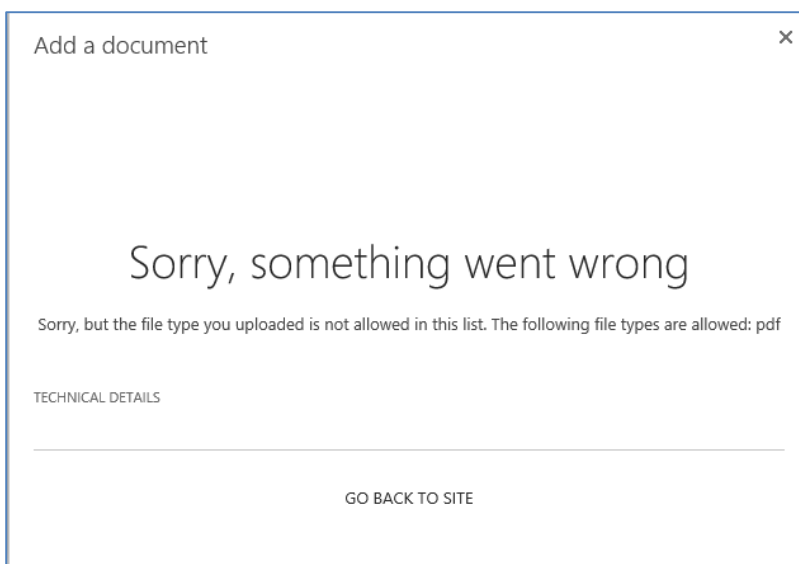 Add a document
Sorry, something went wrong
Sorry, but the file type you uploaded is not allowed in this list. The following file types are allowed: pdf
TECHNICAL DETAILS
GO BACK TO SITE